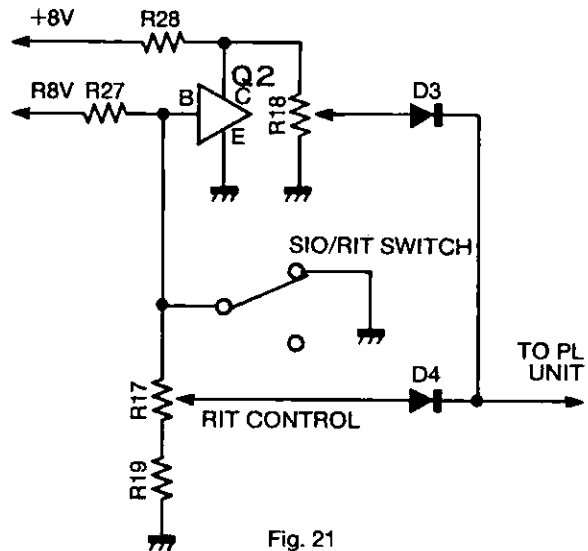 +8V
R28
R8V
R27
Q2
B
C
E
R18
D3
SIO/RIT SWITCH
TO PL
UNIT
R17
D4
RIT CONTROL
R19
Fig. 21